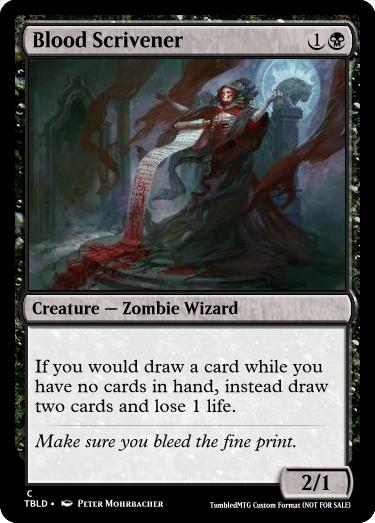 Blood Scrivener 1
Creature — Zombie Wizard
If you would draw a card while you
have no cards in hand, instead draw
two cards and lose 1 life.
Make sure you bleed the fine print.
2/1
C
TBLD • Peter Mohrbacher
TumbledMTG Custom Format (NOT FOR SALE)